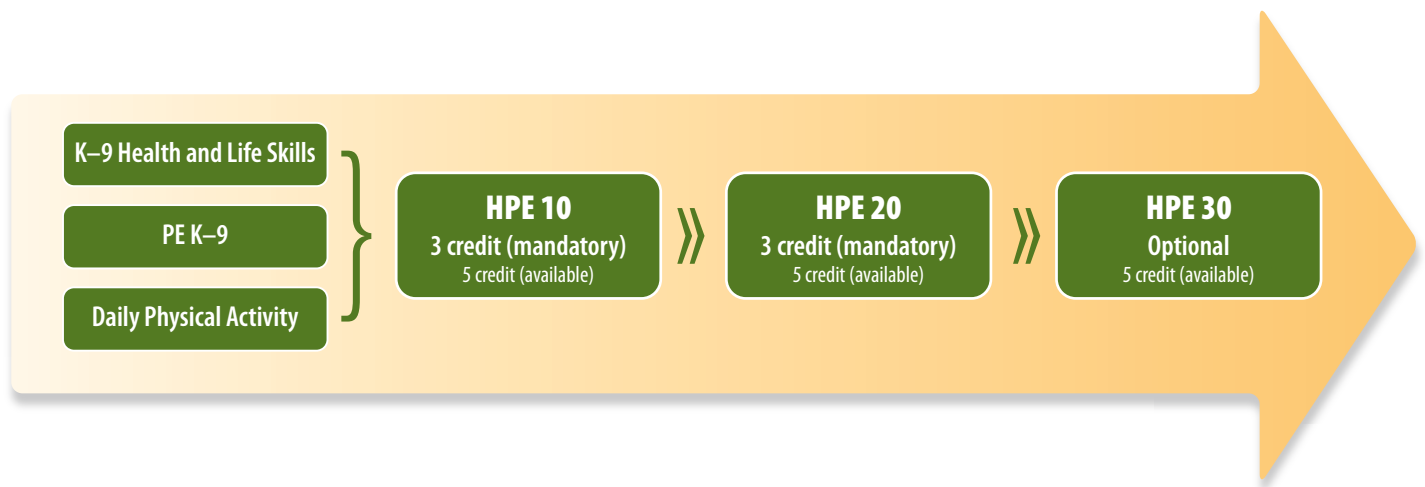 K–9 Health and Life Skills
PE K–9
Daily Physical Activity
HPE 10
3 credit (mandatory)
5 credit (available)
HPE 20
3 credit (mandatory)
5 credit (available)
HPE 30
Optional
5 credit (available)